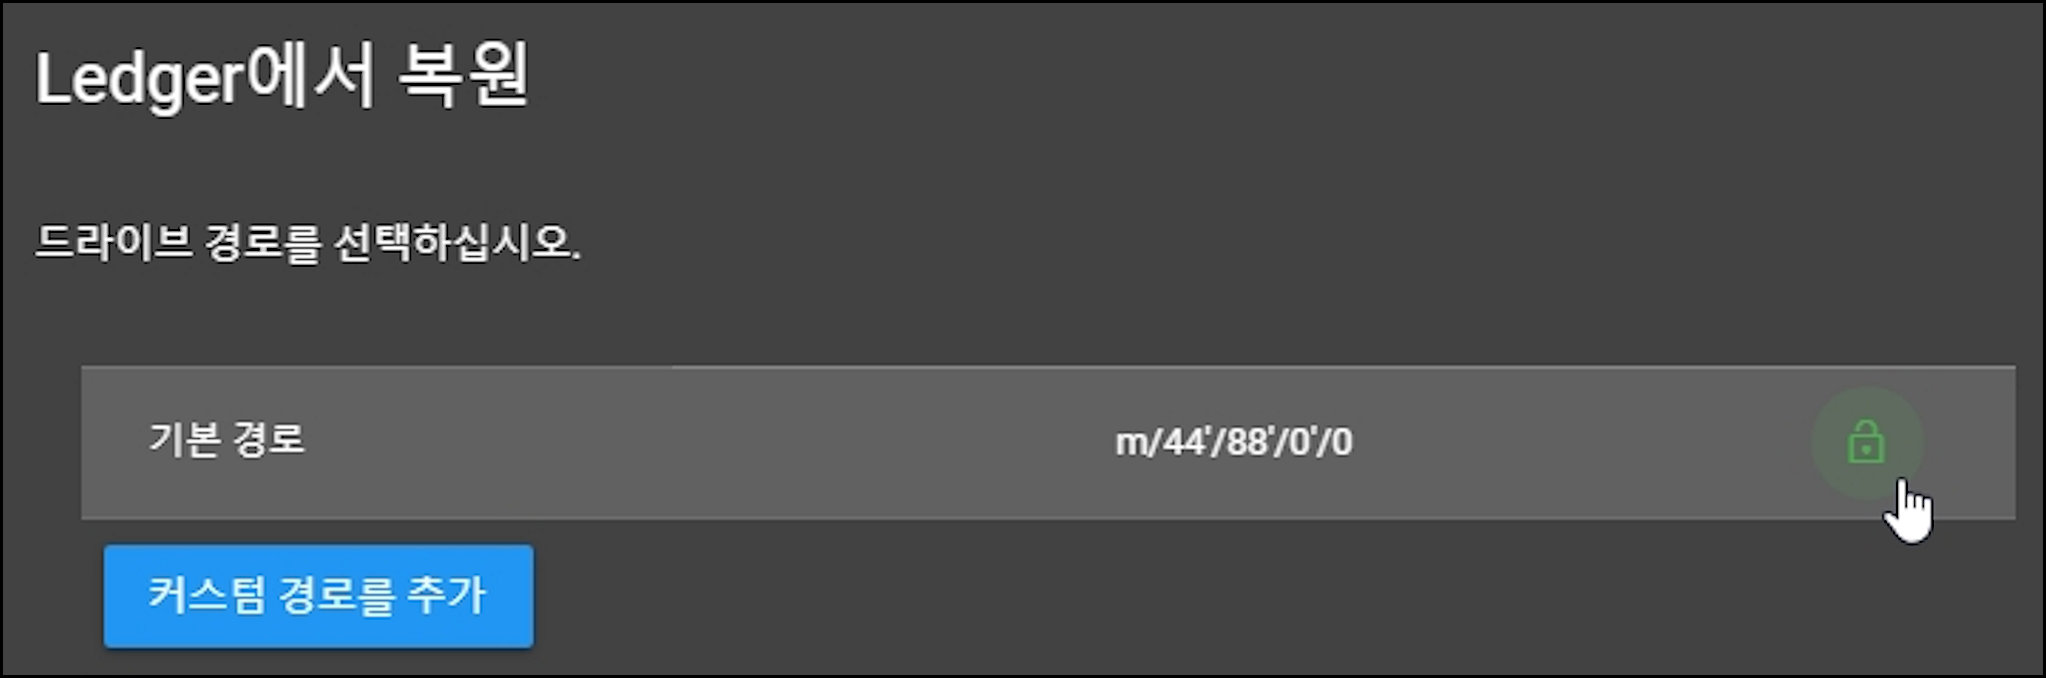 Ledger에서 복원
드라이브 경로를 선택하십시오.
기본 경로 m/44'/88'/0'/0
커스텀 경로를 추가